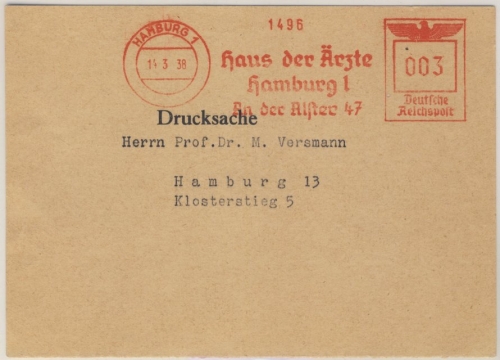 HAMBURG 1
14 3 38
1496
Haus der Ärzte
Hamburg 1
An der Alster 47
003
Deutsche
Reichspost
Drucksache
Herrn Prof.Dr. M. Versmann
Hamburg 13
Klosterstieg 5